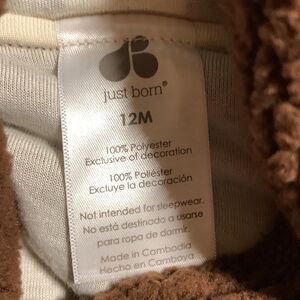 just born®
12M
100% Polyester
Exclusive of decoration
100% Poliéster
Excluye la decoración
Not intended for sleepwear.
No está destinado a usarse
para ropa de dormir.
Made in Cambodia
Hecho en Camboya